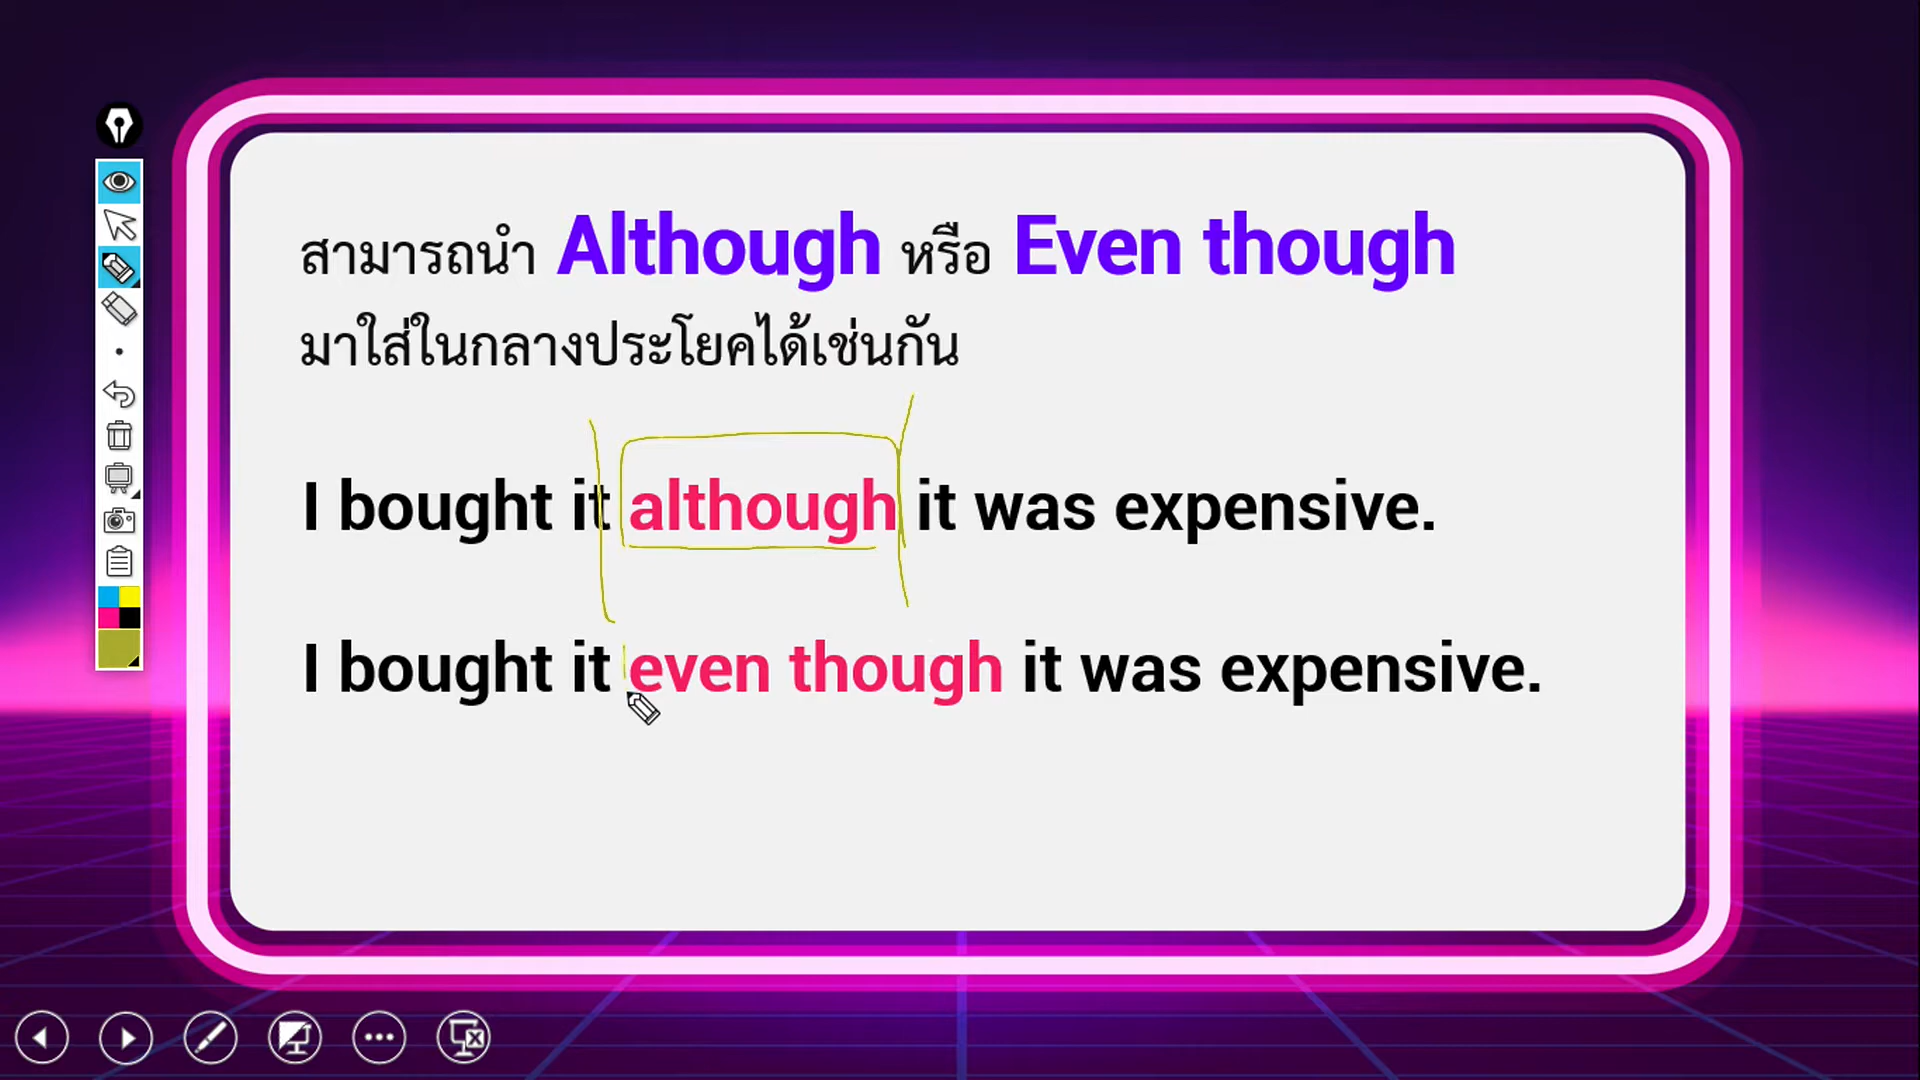 สามารถนำ Although หรือ Even though
มาใส่ในกลางประโยคได้เช่นกัน
I bought it although it was expensive.
I bought it even though it was expensive.